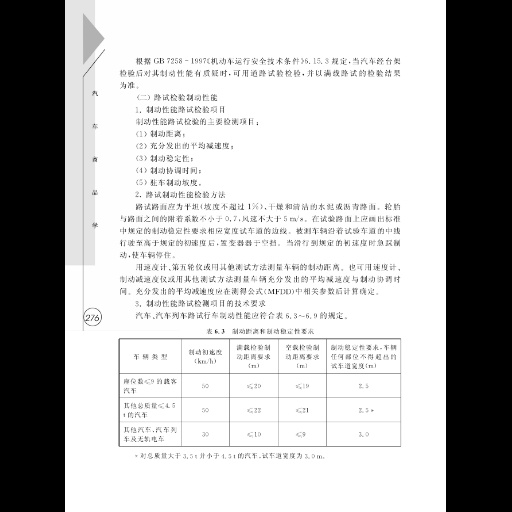 根据 GB 7258-1997《机动车运行安全技术条件》6.15.3 规定,当汽车经台架
检验后对其制动性能有质疑时,可用道路试验检验,并以满载路试的检验结果
为准。
(二) 路试检验制动性能
1. 制动性能路试检验项目
制动性能路试检验的主要检测项目:
(1) 制动距离;
(2) 充分发出的平均减速度;
(3) 制动稳定性;
(4) 制动协调时间;
(5) 驻车制动坡度。
2. 路试制动性能检验方法
路试路面应为平坦(坡度不超过 1%)、干燥和清洁的水泥或沥青路面。轮胎
与路面之间的附着系数不小于 0.7,风速不大于 5 m/s。在试验路面上应画出标准
中规定的制动稳定性要求相应宽度试车道的边线。被测车辆沿着试验车道的中线
行驶至高于规定的初速度后,置变速器于空挡。当滑行到规定的初速度时急踩制
动,使车辆停住。
用速度计、第五轮仪或用其他测试方法测量车辆的制动距离。也可用速度计、
制动减速度仪或用其他测试方法测量车辆充分发出的平均减速度与制动协调时
间。充分发出的平均减速度应在测得公式(MFDD)中相关参数后计算确定。
3. 制动性能路试检测项目的技术要求
汽车、汽车列车路试行车制动性能应符合表 6.3~6.9 的规定。
汽
车
商
品
学
276
表 6.3 制动距离和制动稳定性要求
车辆类型
制动初速度
(km/h)
满载检验制
动距离要求
(m)
空载检验制
动距离要求
(m)
制动稳定性要求,车辆
任何部位不得超出的
试车道宽度(m)
座位数≤9 的载客
汽车
50
≤20
≤19
2.5
其他总质量≤4.5
t 的汽车
50
≤22
≤21
2.5 *
其他汽车、汽车列
车及无轨电车
30
≤10
≤9
3.0
* 对总质量大于 3.5 t 并小于 4.5 t 的汽车,试车道宽度为 3.0 m。